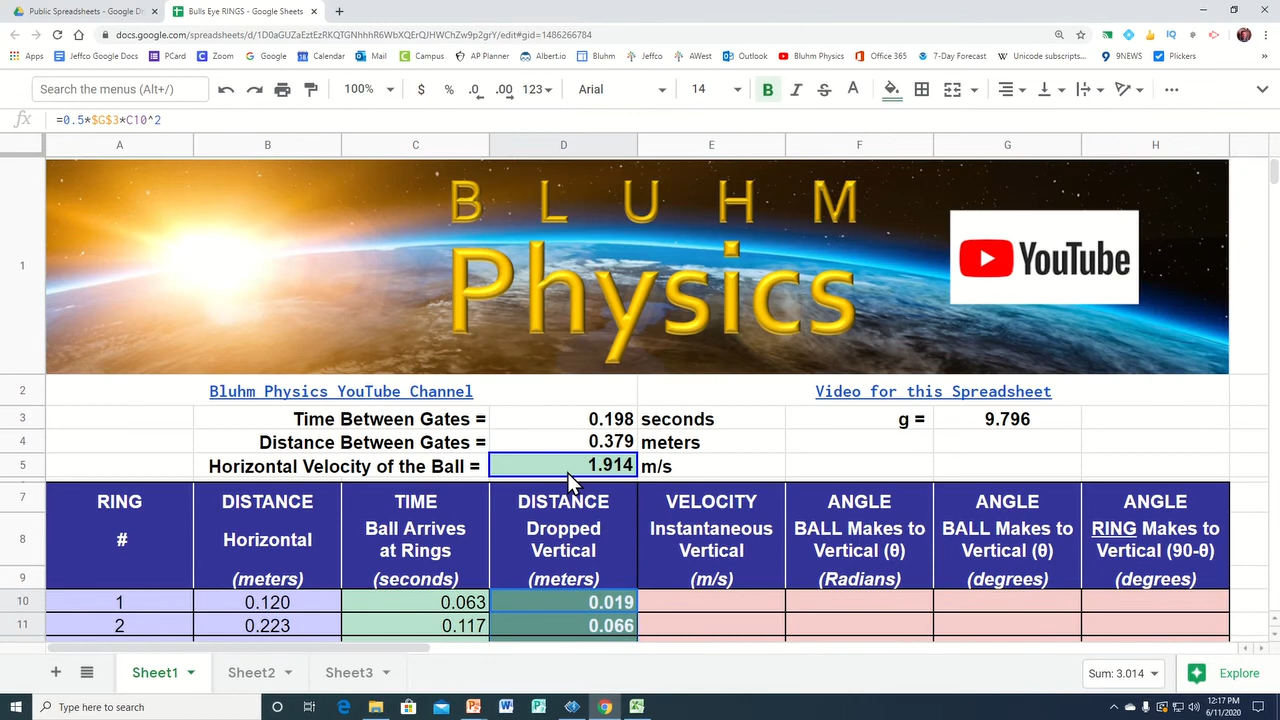 Public Spreadsheets - Google D
Bulls Eye RINGS - Google Sheets
docs.google.com/spreadsheets/d/1D0aGUZaEztEzRKQTGNhhhR6WbXQErQJHWChZw9p2grY/edit#gid=1486266784
Apps Jeffco Google Docs PCard Zoom Google Calendar Mail Campus AP Planner Albert.io Bluhm Jeffco AWest Outlook Bluhm Physics Office 365 7-Day Forecast Unicode subscripts... 9NEWS Plickers
Search the menus (Alt+/) 100% $ % .0 .00 123 Arial 14 B I S A
fx =0.5*$G$3*C10^2
A B C D E F G H
1
B L U H M
Physics
YouTube
2 Bluhm Physics YouTube Channel Video for this Spreadsheet
3 Time Between Gates = 0.198 seconds g = 9.796
4 Distance Between Gates = 0.379 meters
5 Horizontal Velocity of the Ball = 1.914 m/s
7 RING DISTANCE TIME DISTANCE VELOCITY ANGLE ANGLE ANGLE
8 # Horizontal Ball Arrives at Rings Dropped Vertical Instantaneous Vertical BALL Makes to Vertical (θ) BALL Makes to Vertical (θ) RING Makes to Vertical (90-θ)
9 (meters) (seconds) (meters) (m/s) (Radians) (degrees) (degrees)
10 1 0.120 0.063 0.019
11 2 0.223 0.117 0.066
Sheet1 Sheet2 Sheet3 Sum: 3.014 Explore
Type here to search
12:17 PM
6/11/2020